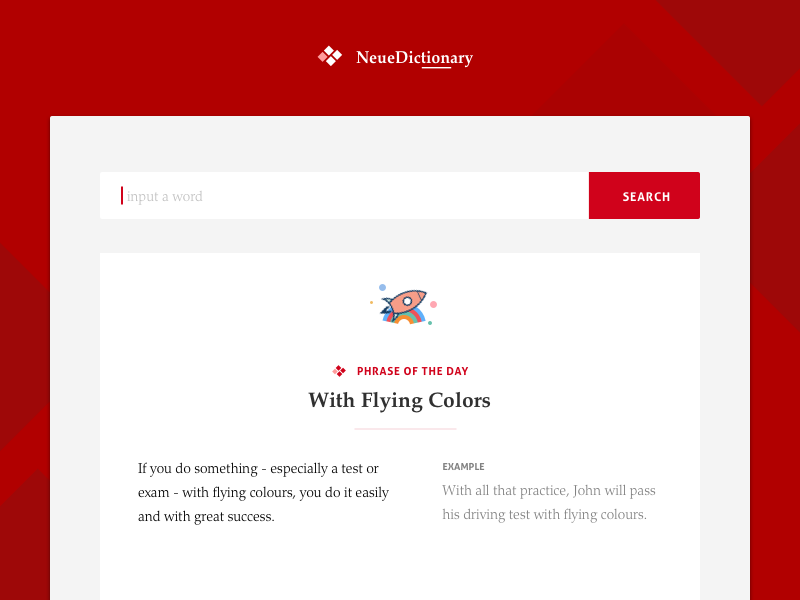 NeueDictionary
input a word
SEARCH
PHRASE OF THE DAY
With Flying Colors
If you do something - especially a test or
exam - with flying colours, you do it easily
and with great success.
EXAMPLE
With all that practice, John will pass
his driving test with flying colours.